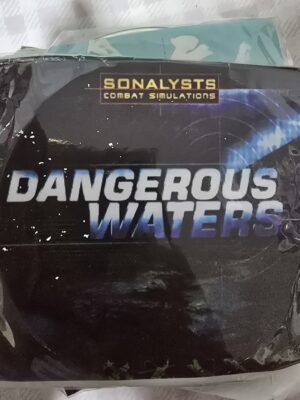 SONALYSTS
COMBAT SIMULATIONS
DANGEROUS
WATERS